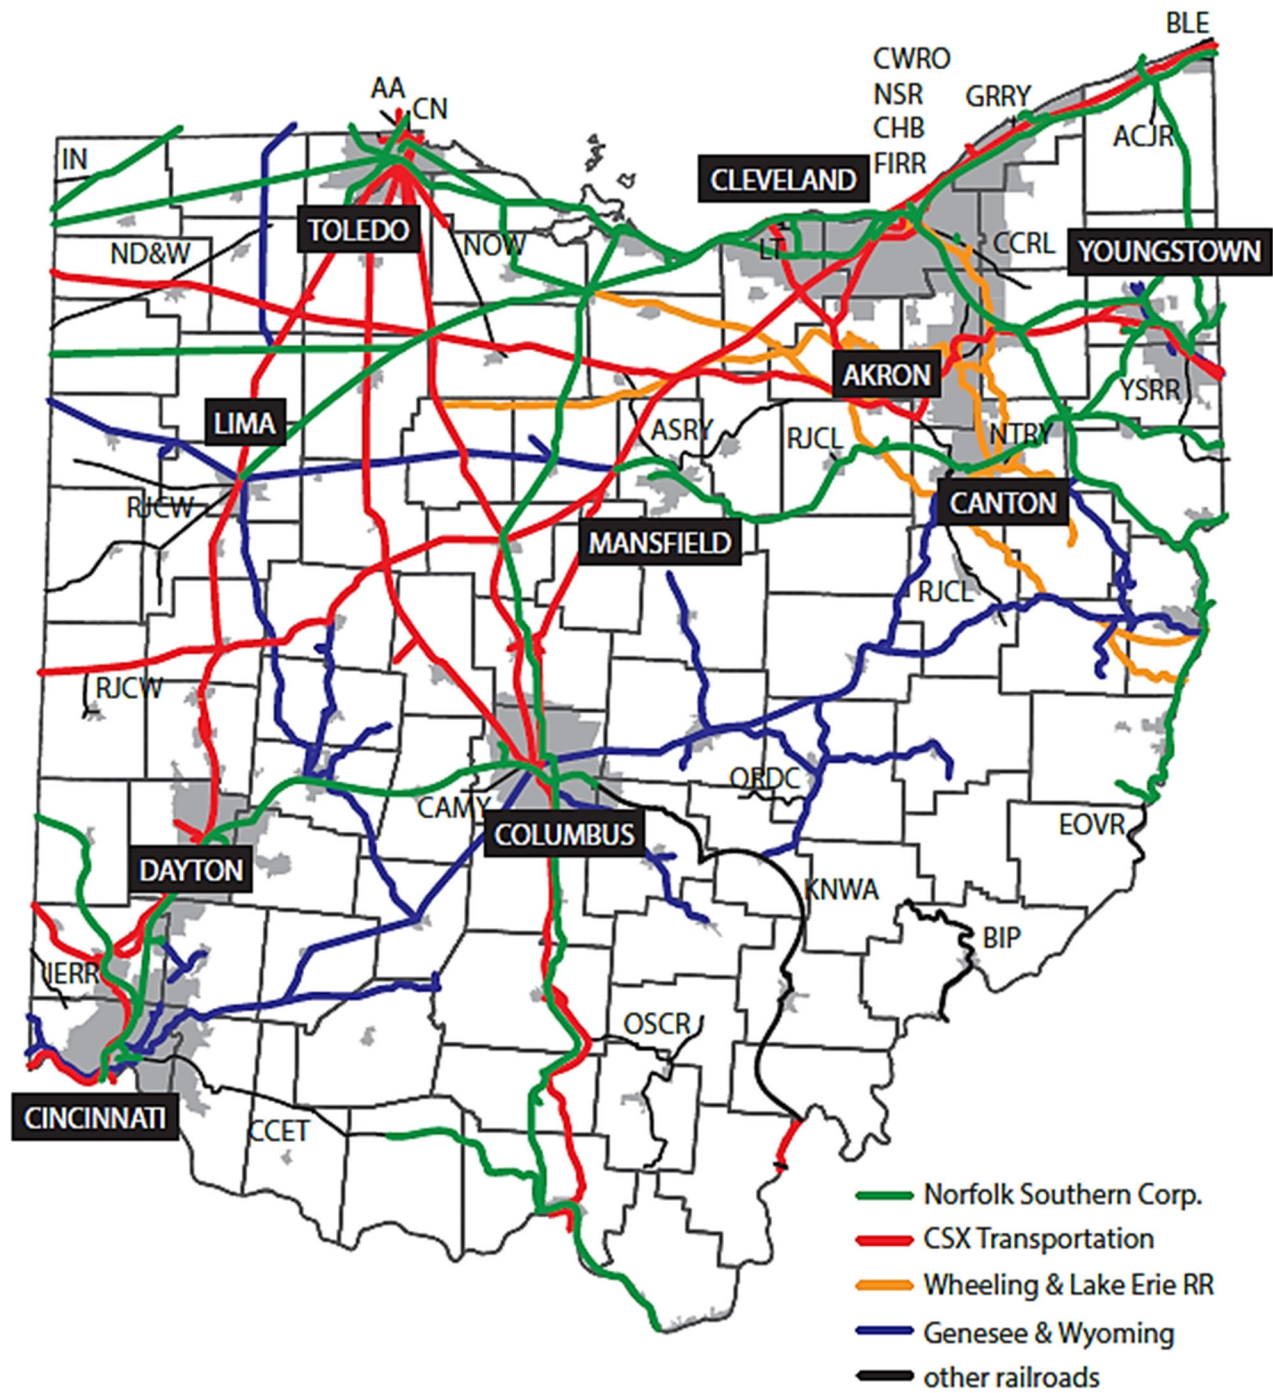 BLE
CWRO
NSR
CHB
FIRR
GRRY
AA
CN
ACJR
IN
CLEVELAND
TOLEDO
ND&W
NOW
LT
CCRL
YOUNGSTOWN
AKRON
YSRR
LIMA
ASRY
RJCL
NTRY
RJCW
CANTON
MANSFIELD
RJCL
RJCW
CAMY
ORDC
COLUMBUS
EOVR
DAYTON
KNWA
BIP
IERR
OSCR
CINCINNATI
CCET
Norfolk Southern Corp.
CSX Transportation
Wheeling & Lake Erie RR
Genesee & Wyoming
other railroads